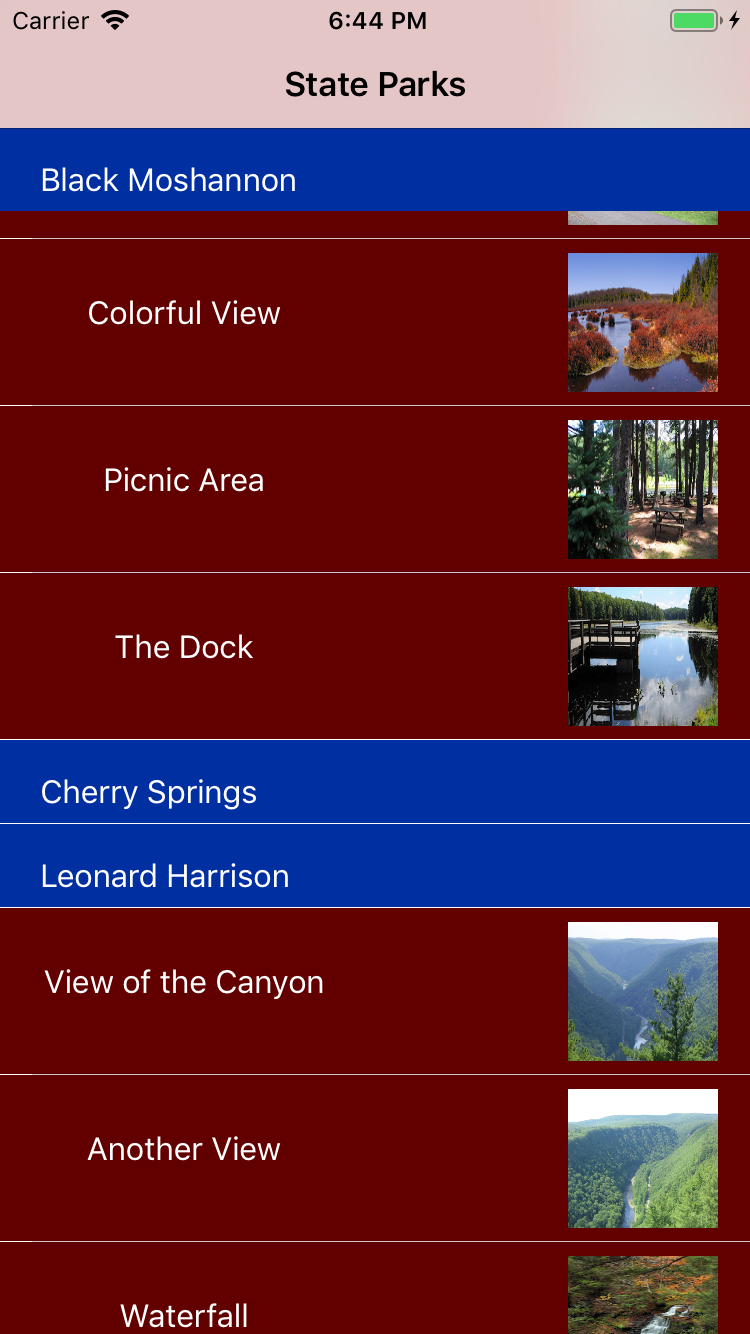 Carrier 6:44 PM
State Parks
Black Moshannon
Colorful View
Picnic Area
The Dock
Cherry Springs
Leonard Harrison
View of the Canyon
Another View
Waterfall